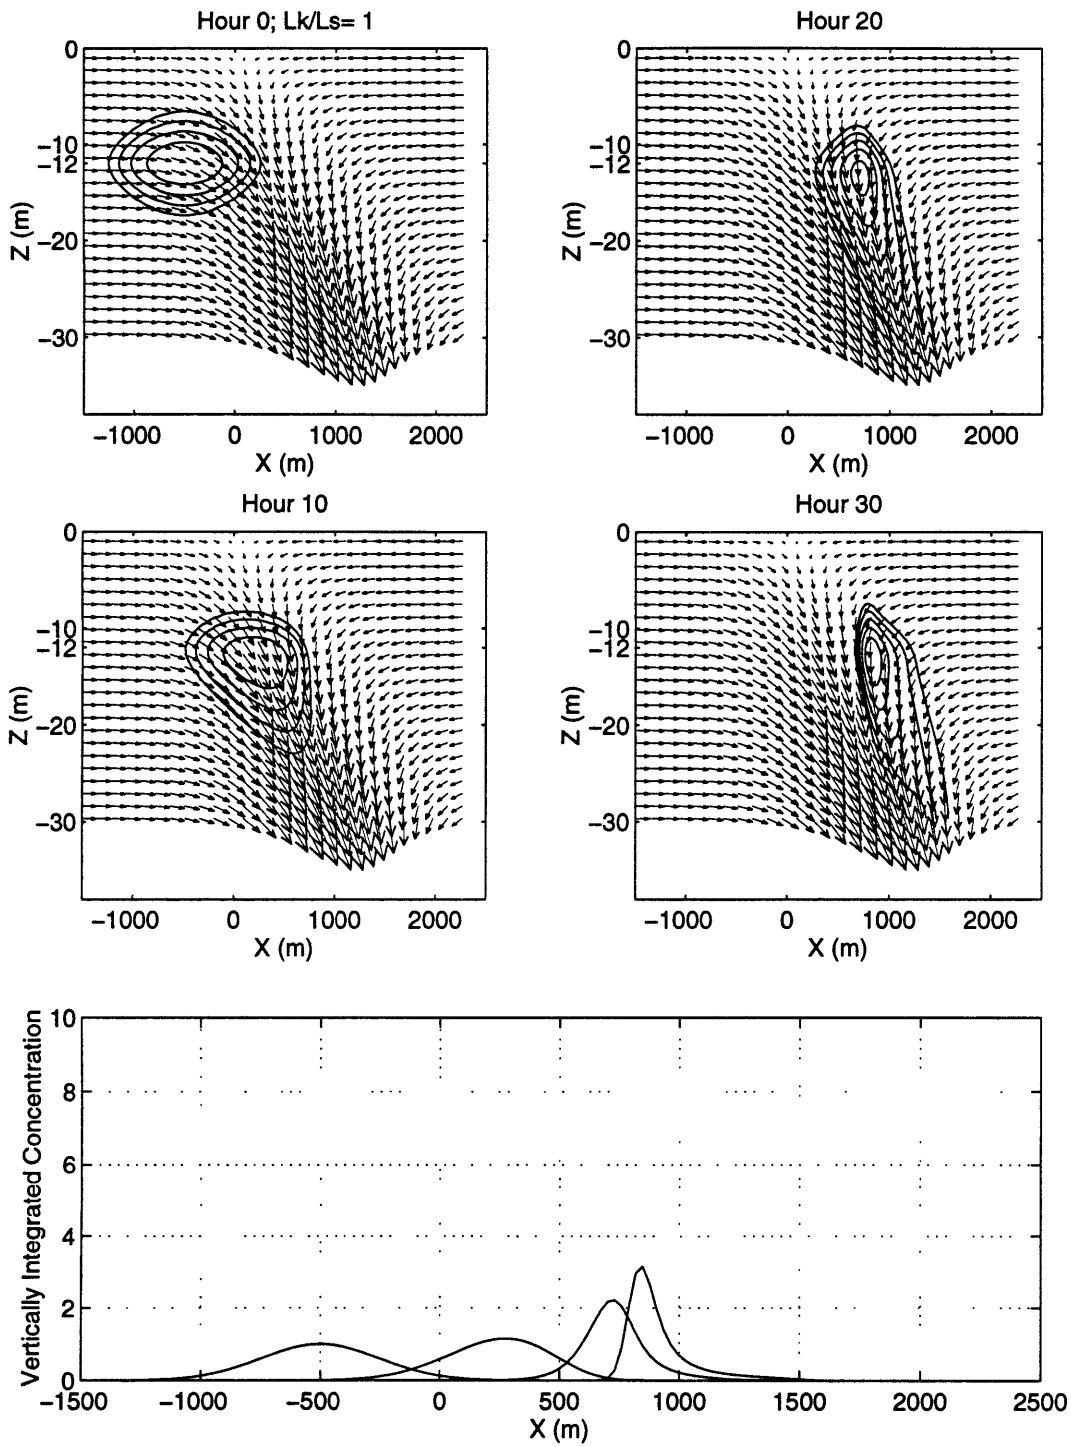 Hour 0; Lk/Ls= 1
0
−10
−12
−20
−30
Z (m)
−1000 0 1000 2000
X (m)
Hour 20
0
−10
−12
−20
−30
Z (m)
−1000 0 1000 2000
X (m)
Hour 10
0
−10
−12
−20
−30
Z (m)
−1000 0 1000 2000
X (m)
Hour 30
0
−10
−12
−20
−30
Z (m)
−1000 0 1000 2000
X (m)
Vertically Integrated Concentration
10
8
6
4
2
0
−1500 −1000 −500 0 500 1000 1500 2000 2500
X (m)